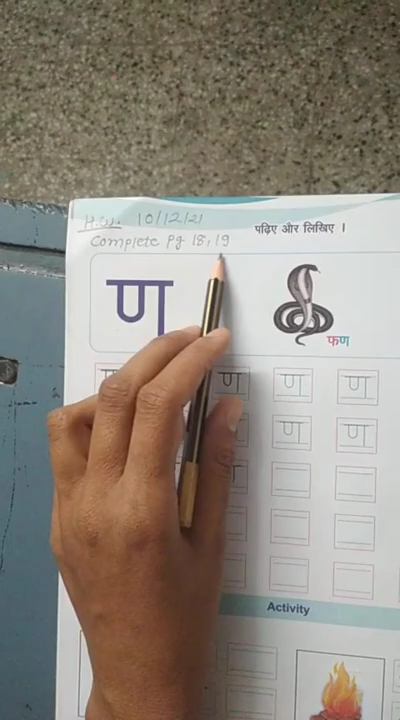 H.W. 10/12/21
Complete pg 18, 19
पढ़िए और लिखिए ।
ण
फण
ण ण ण
ण ण
Activity